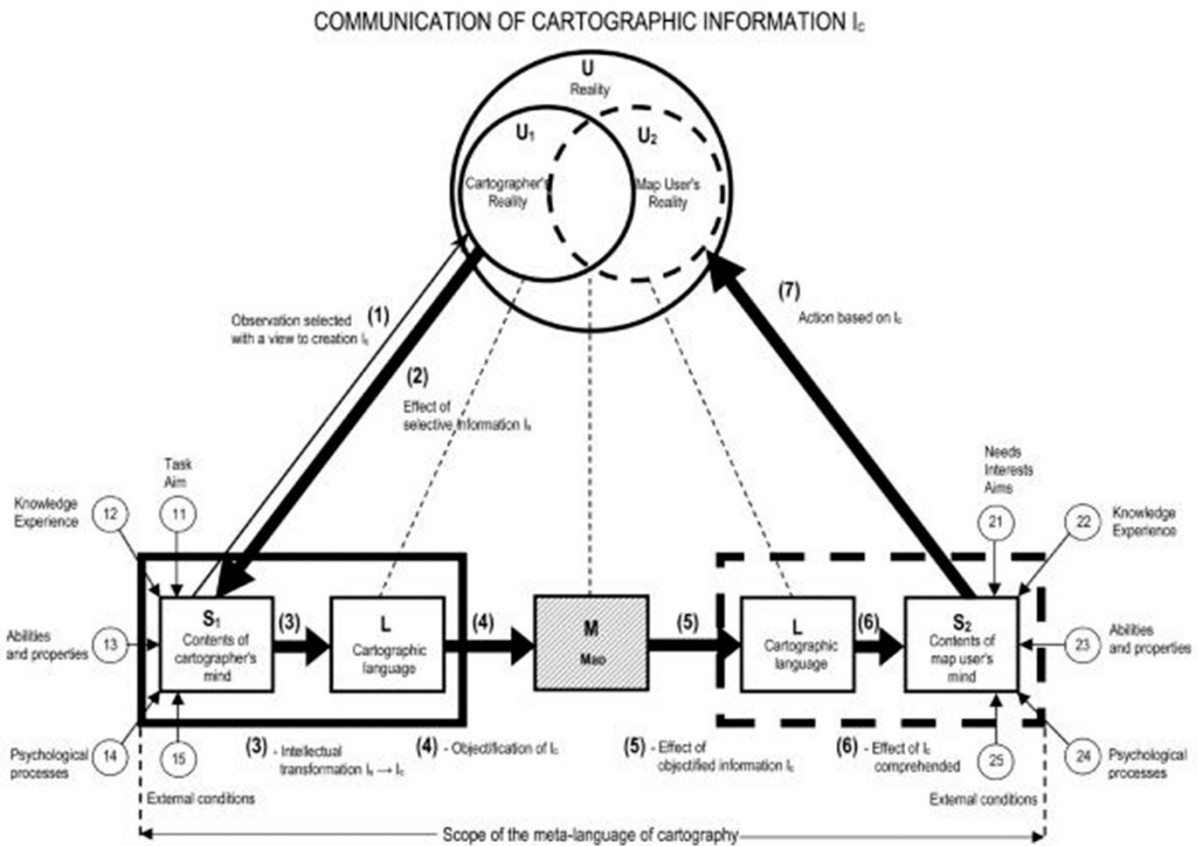 COMMUNICATION OF CARTOGRAPHIC INFORMATION Ic
U
Reality
U1
U2
Cartographer's
Reality
Map User's
Reality
(1)
Observation selected
with a view to creation Is
(2)
Effect of
selective information Is
(7)
Action based on Ic
Task
Aim
Knowledge
Experience
12
11
Needs
Interests
Aims
21
22
Knowledge
Experience
Abilities
and properties
13
S1
Contents of
cartographer's
mind
(3)
L
Cartographic
language
(4)
M
Mao
(5)
L
Cartographic
language
(6)
S2
Contents of
map user's
mind
23
Abilities
and properties
Psychological
processes
14
15
External conditions
(3) - Intellectual
transformation Is → Ic
(4) - Objectification of Ic
(5) - Effect of
objectified information Ic
(6) - Effect of Ic
comprehended
25
24
Psychological
processes
External conditions
Scope of the meta-language of cartography